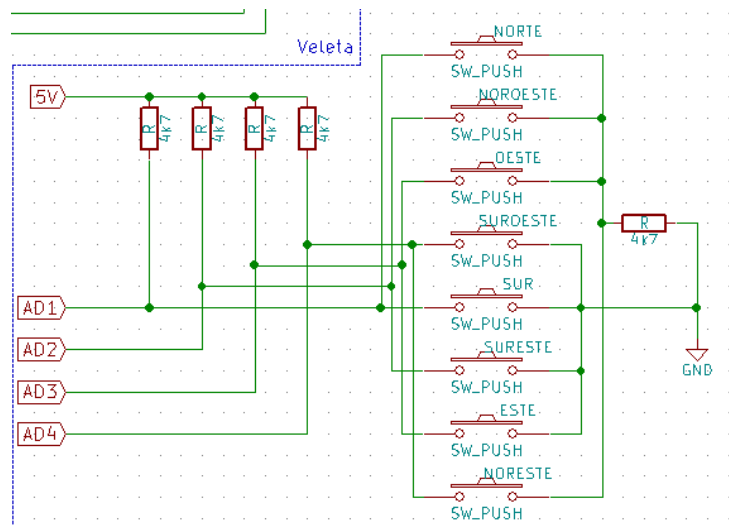 Veleta
5V
R
4k7
R
4k7
R
4k7
R
4k7
AD1
AD2
AD3
AD4
NORTE
SW_PUSH
NOROESTE
SW_PUSH
OESTE
SW_PUSH
SUROESTE
SW_PUSH
SUR
SW_PUSH
SURESTE
SW_PUSH
ESTE
SW_PUSH
NORESTE
SW_PUSH
R
4k7
GND